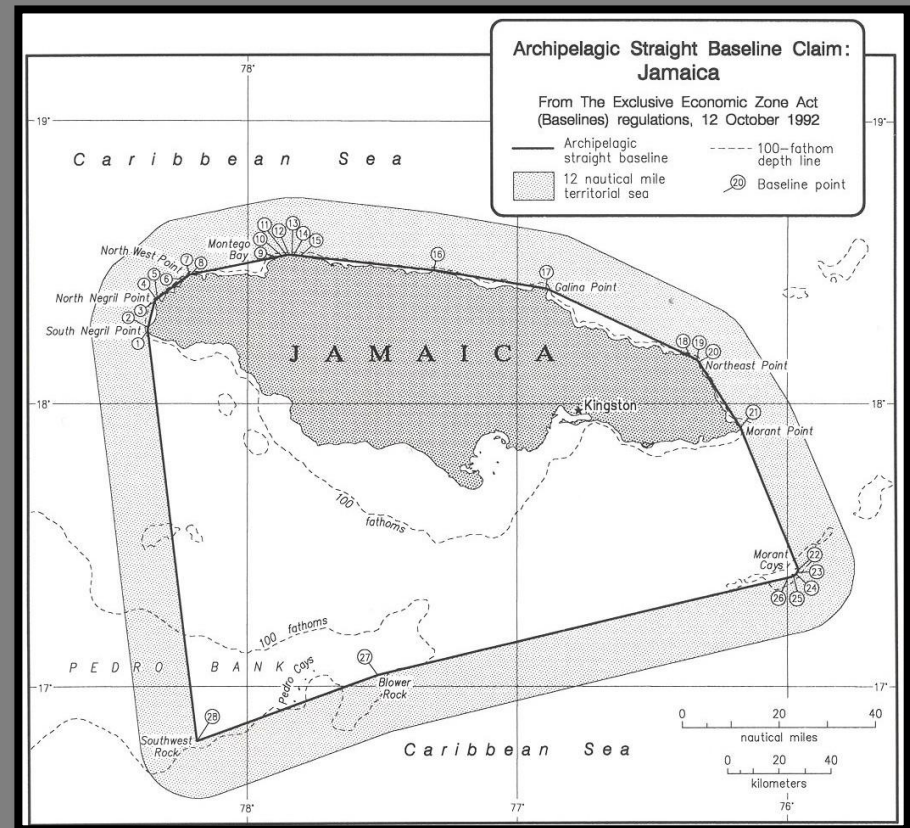 Archipelagic Straight Baseline Claim:
Jamaica
From The Exclusive Economic Zone Act
(Baselines) regulations, 12 October 1992
Archipelagic
straight baseline
100-fathom
depth line
12 nautical mile
territorial sea
20 Baseline point
78°
19°
19°
Caribbean Sea
11 12 13
10 14
Montego
Bay
9 15
North West Point
7 8
16
17
Galina Point
4 5 6
North Negril Point
3
2
South Negril Point
1
JAMAICA
18 19 20
Northeast Point
18°
18°
Kingston
21
Morant Point
100
fathoms
Morant
Cays
22
23
24
26 25
100 fathoms
PEDRO BANK
Pedro Cays
27
Blower
Rock
17°
17°
28
Southwest
Rock
Caribbean Sea
0 20 40
nautical miles
0 20 40
kilometers
78°
77°
76°